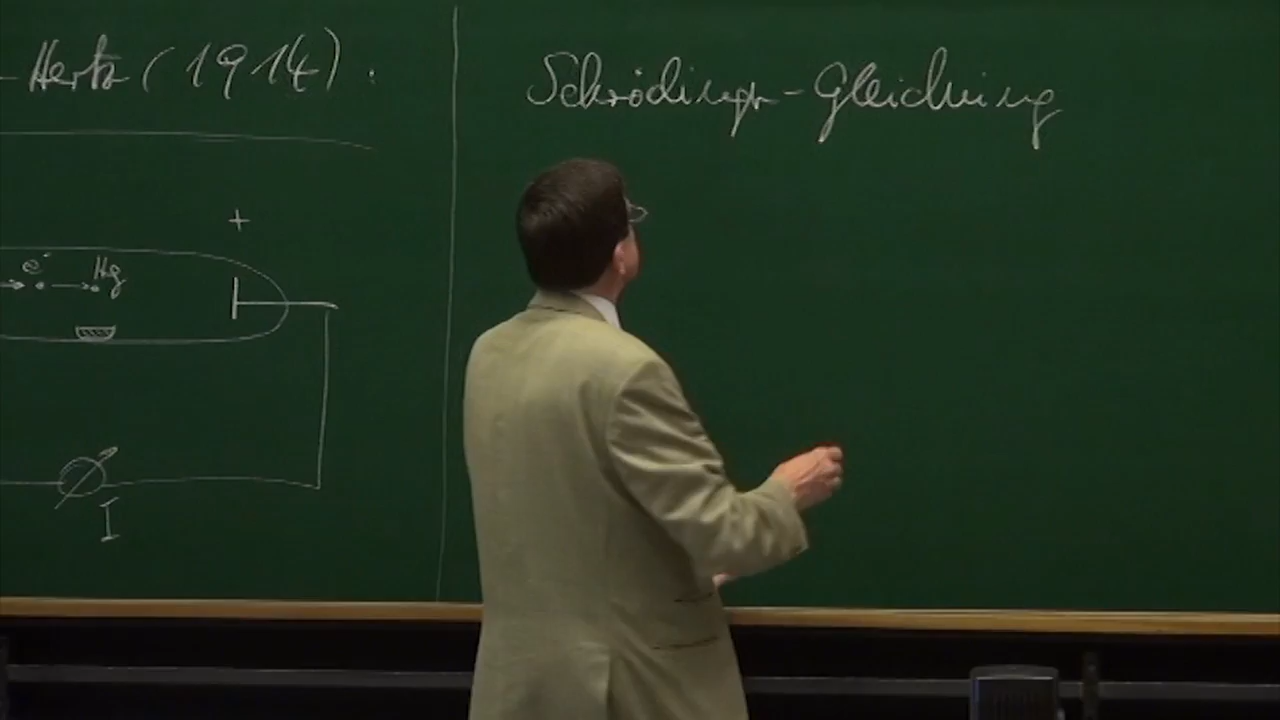 -Hertz (1914).
+
e⁻ Hg
I
Schrödinger-Gleichung